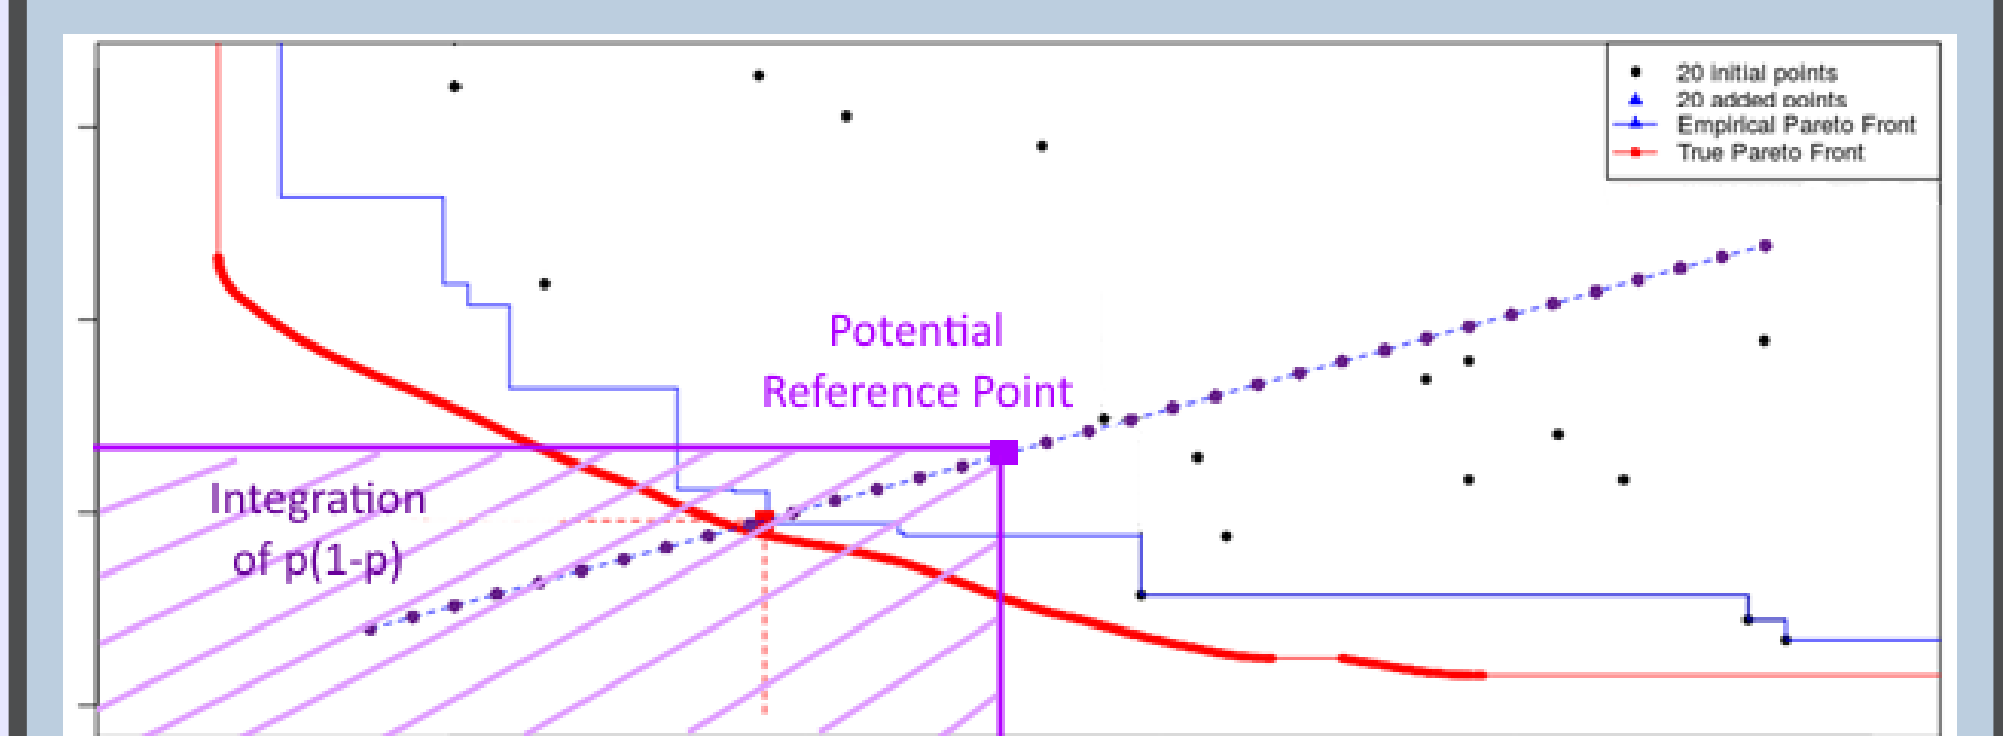 20 initial points
20 added points
Empirical Pareto Front
True Pareto Front
Potential
Reference Point
Integration
of p(1-p)